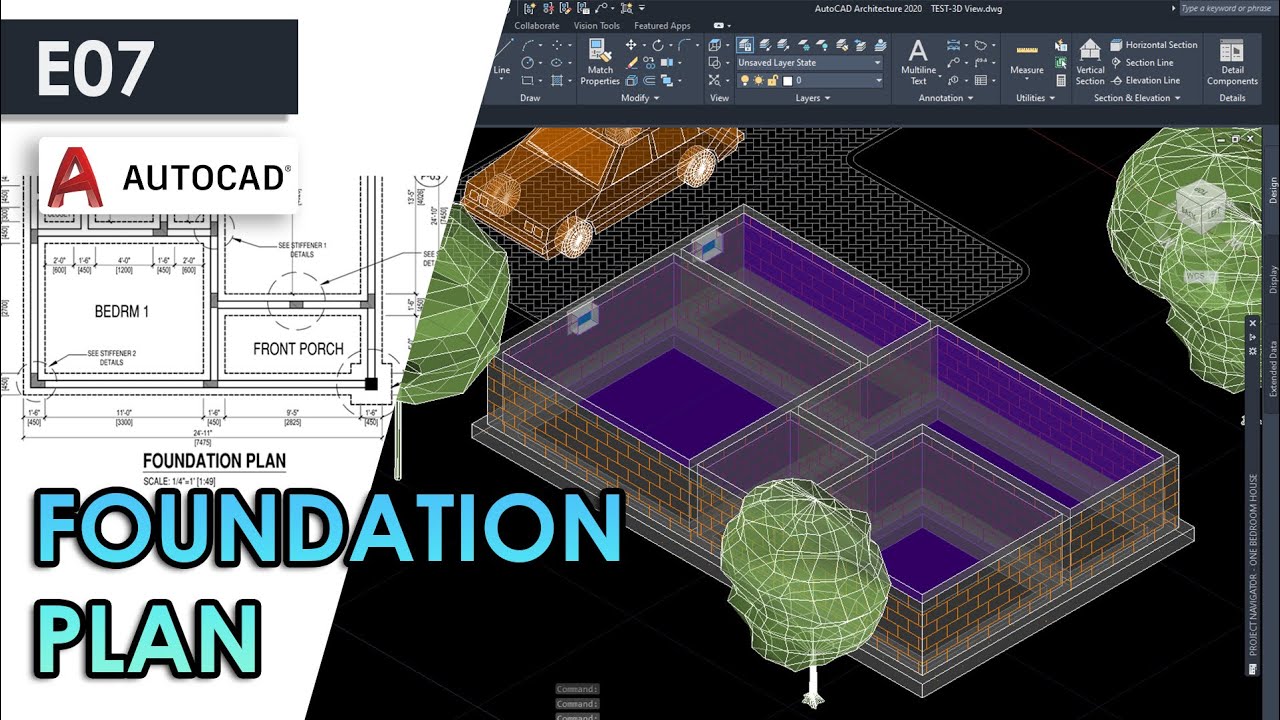 E07
AUTOCAD®
SEE STIFFENER 1
DETAILS
13'-5"
[4026]
24'-10"
[7450]
2'-0" 1'-6" 4'-0" 1'-6" 2'-0"
[600] [450] [1200] [450] [600]
BEDRM 1
FRONT PORCH
SEE STIFFENER 2
DETAILS
1'-6" 11'-0" 1'-6" 9'-5" 1'-6"
[450] [3300] [450] [2825] [450]
24'-11"
[7475]
FOUNDATION PLAN
SCALE: 1/4"=1' [1:49]
FOUNDATION
PLAN
AutoCAD Architecture 2020 TEST-3D View.dwg
Type a keyword or phrase
Collaborate Vision Tools Featured Apps
Line
Match
Properties
Unsaved Layer State
0
Multiline
Text
Measure
Vertical
Section
Horizontal Section
Section Line
Elevation Line
Detail
Components
Draw Modify View Layers Annotation Utilities Section & Elevation Details
BACK LEFT
WCS
Design
Display
Extended Data
PROJECT NAVIGATOR - ONE BEDROOM HOUSE
Command:
Command:
Command: